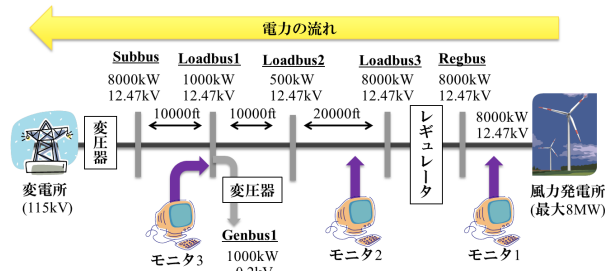 電力の流れ
Subbus
8000kW
12.47kV
Loadbus1
1000kW
12.47kV
Loadbus2
500kW
12.47kV
Loadbus3
8000kW
12.47kV
Regbus
8000kW
12.47kV
10000ft
10000ft
20000ft
変圧器
レギュレータ
8000kW
12.47kV
変電所
(115kV)
変圧器
風力発電所
(最大8MW)
モニタ3
Genbus1
1000kW
0.2kV
モニタ2
モニタ1